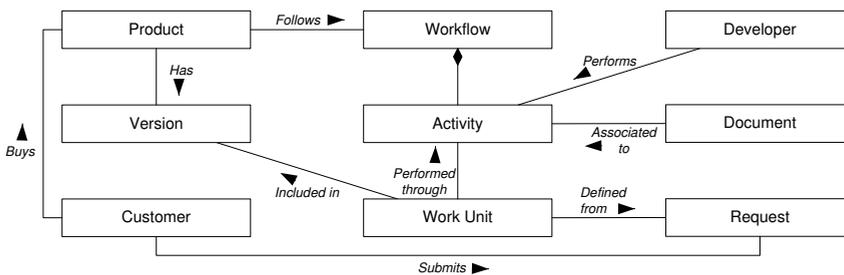 Product
Follows
Workflow
Developer
Has
Performs
Version
Activity
Document
Associated
to
Buys
Performed
through
Included in
Defined
from
Customer
Work Unit
Request
Submits